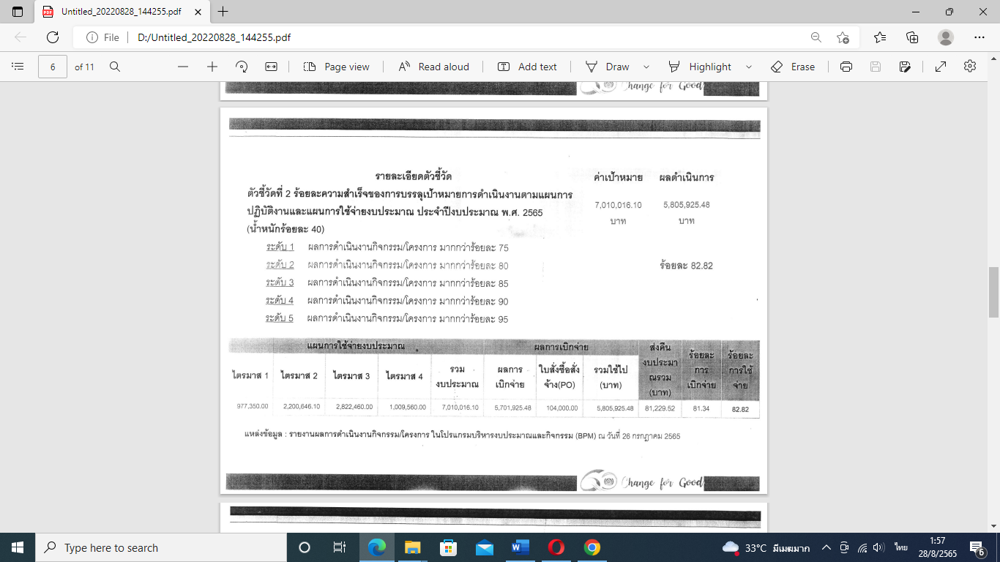 Untitled_20220828_144255.pdf
File
D:/Untitled_20220828_144255.pdf
6 of 11
Page view
Read aloud
Add text
Draw
Highlight
Erase
Change for Good
รายละเอียดตัวชี้วัด ค่าเป้าหมาย ผลดำเนินการ
ตัวชี้วัดที่ 2 ร้อยละความสำเร็จของการบรรลุเป้าหมายการดำเนินงานตามแผนการ
ปฏิบัติงานและแผนการใช้จ่ายงบประมาณ ประจำปีงบประมาณ พ.ศ. 2565
(น้ำหนักร้อยละ 40)
7,010,016.10 5,805,925.48
บาท บาท
ระดับ 1 ผลการดำเนินงานกิจกรรม/โครงการ มากกว่าร้อยละ 75
ระดับ 2 ผลการดำเนินงานกิจกรรม/โครงการ มากกว่าร้อยละ 80 ร้อยละ 82.82
ระดับ 3 ผลการดำเนินงานกิจกรรม/โครงการ มากกว่าร้อยละ 85
ระดับ 4 ผลการดำเนินงานกิจกรรม/โครงการ มากกว่าร้อยละ 90
ระดับ 5 ผลการดำเนินงานกิจกรรม/โครงการ มากกว่าร้อยละ 95
แผนการใช้จ่ายงบประมาณ ผลการเบิกจ่าย
ไตรมาส 1 ไตรมาส 2 ไตรมาส 3 ไตรมาส 4
รวม
งบประมาณ
ผลการ
เบิกจ่าย
ใบสั่งซื้อสั่ง
จ้าง(PO)
รวมใช้ไป
(บาท)
ส่งคืน
งบประมา
ณรวม
(บาท)
ร้อยละ
การ
เบิกจ่าย
ร้อยละ
การใช้
จ่าย
977,350.00 2,200,646.10 2,822,460.00 1,009,560.00 7,010,016.10 5,701,925.48 104,000.00 5,805,925.48 81,229.52 81.34 82.82
แหล่งข้อมูล : รายงานผลการดำเนินงานกิจกรรม/โครงการ ในโปรแกรมบริหารงบประมาณและกิจกรรม (BPM) ณ วันที่ 26 กรกฎาคม 2565
Change for Good
Type here to search
33°C มีเมฆมาก
ไทย
1:57
28/8/2565
6